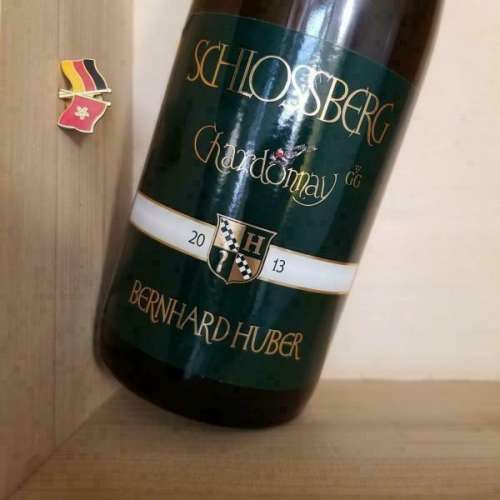 SCHLOSSBERG
Chardonnay GG
20 H 13
BERNHARD HUBER